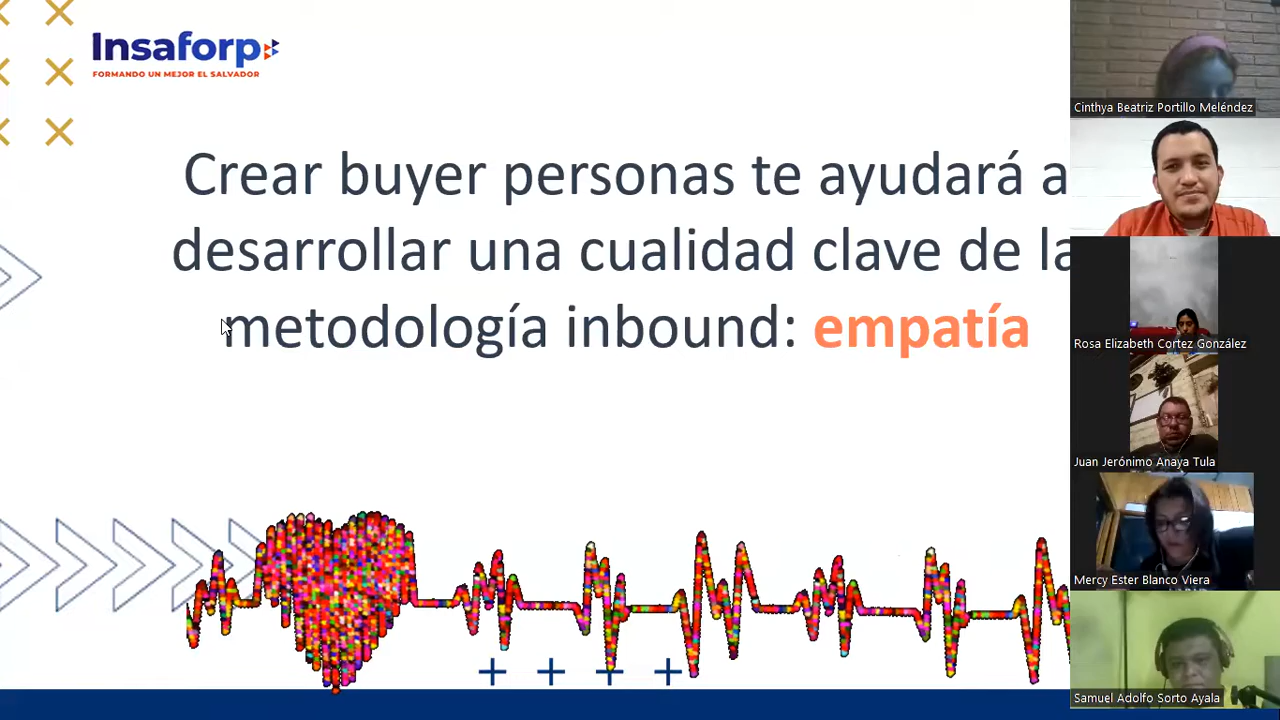 Insaforp
FORMANDO UN MEJOR EL SALVADOR
Crear buyer personas te ayudará a
desarrollar una cualidad clave de la
metodología inbound: empatía
Cinthya Beatriz Portillo Meléndez
Rosa Elizabeth Cortez González
Juan Jerónimo Anaya Tula
Mercy Ester Blanco Viera
Samuel Adolfo Sorto Ayala